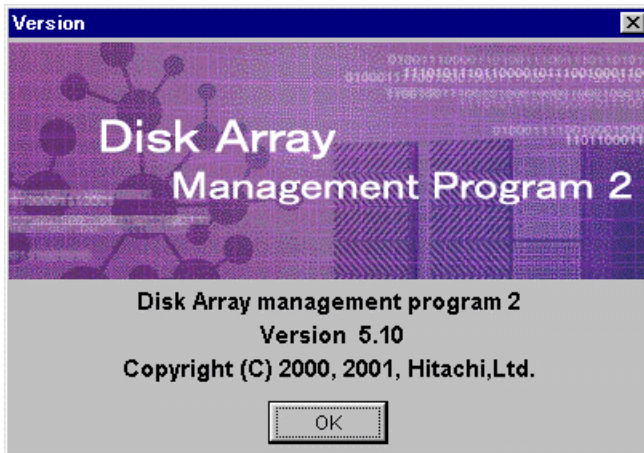 Version
Disk Array
Management Program 2
Disk Array management program 2
Version 5.10
Copyright (C) 2000, 2001, Hitachi,Ltd.
OK